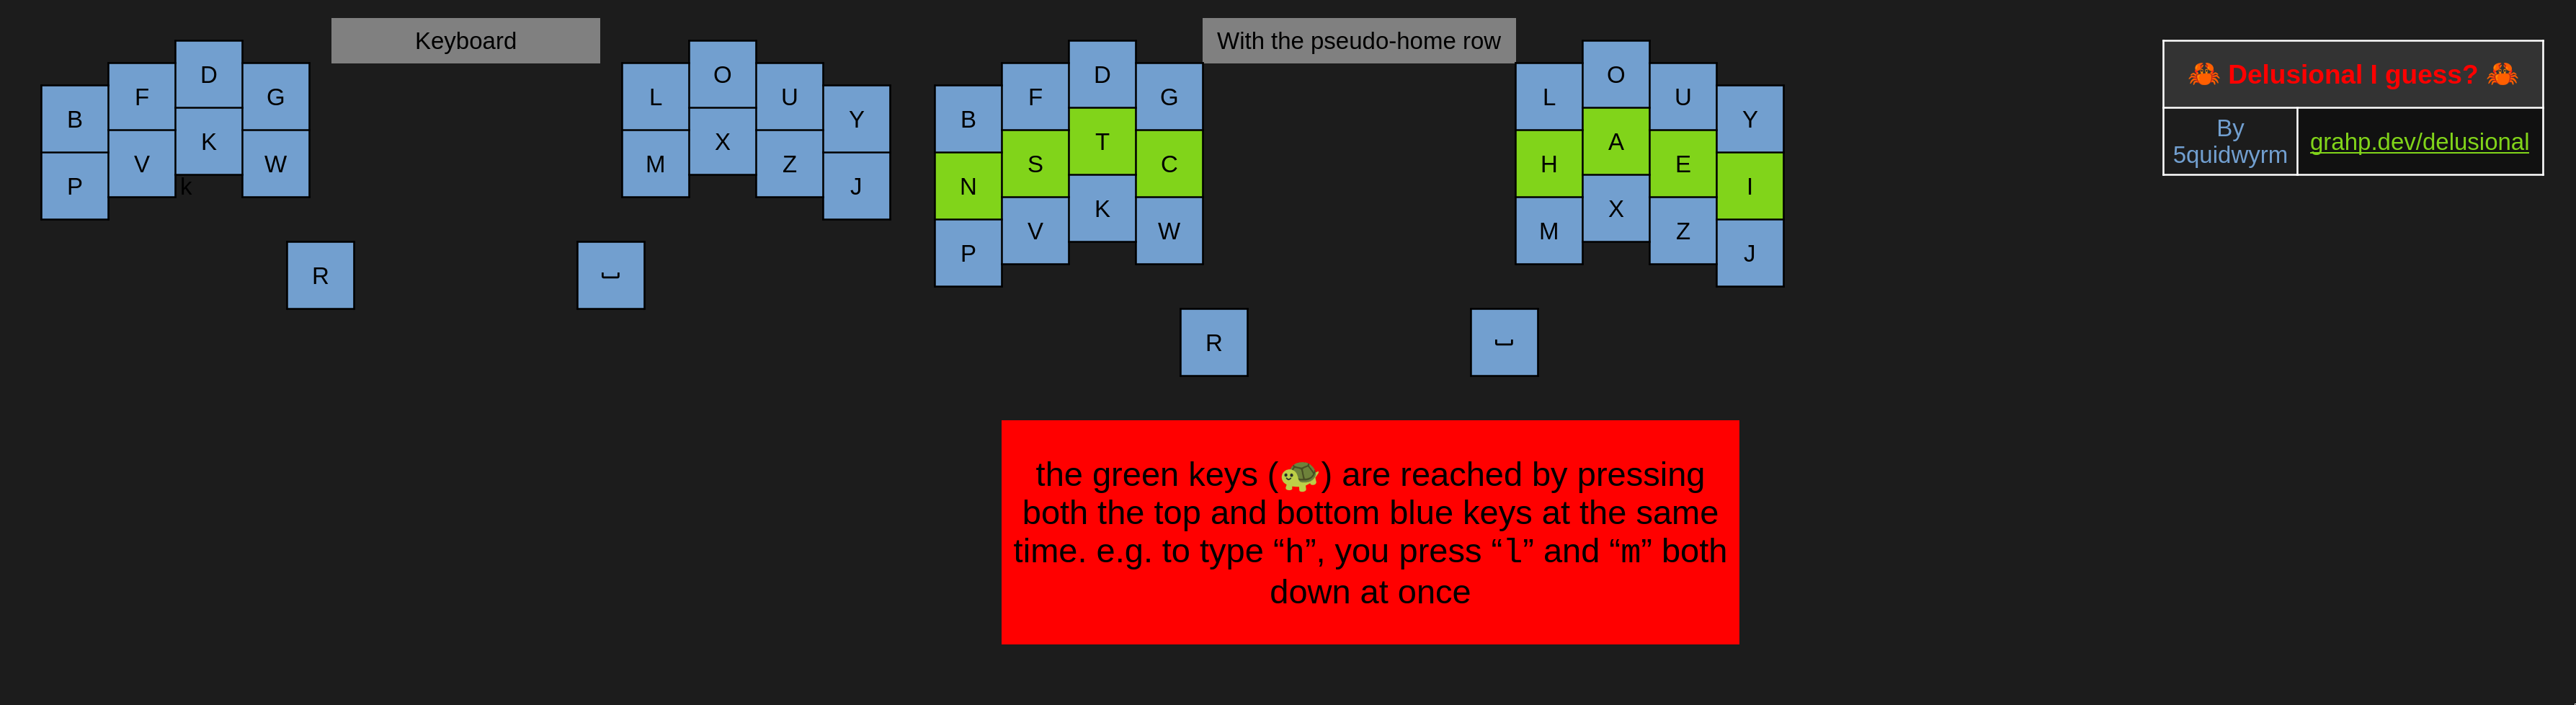 Keyboard
D
F
G
B
K
V
W
P
k
R
O
L
U
Y
X
M
Z
J
⎵
With the pseudo-home row
D
F
G
B
T
S
C
N
K
V
W
P
R
O
L
U
Y
A
H
E
I
X
M
Z
J
⎵
🦀 Delusional I guess? 🦀
By
5quidwyrm
grahp.dev/delusional
the green keys (🐢) are reached by pressing
both the top and bottom blue keys at the same
time. e.g. to type “h”, you press “l” and “m” both
down at once